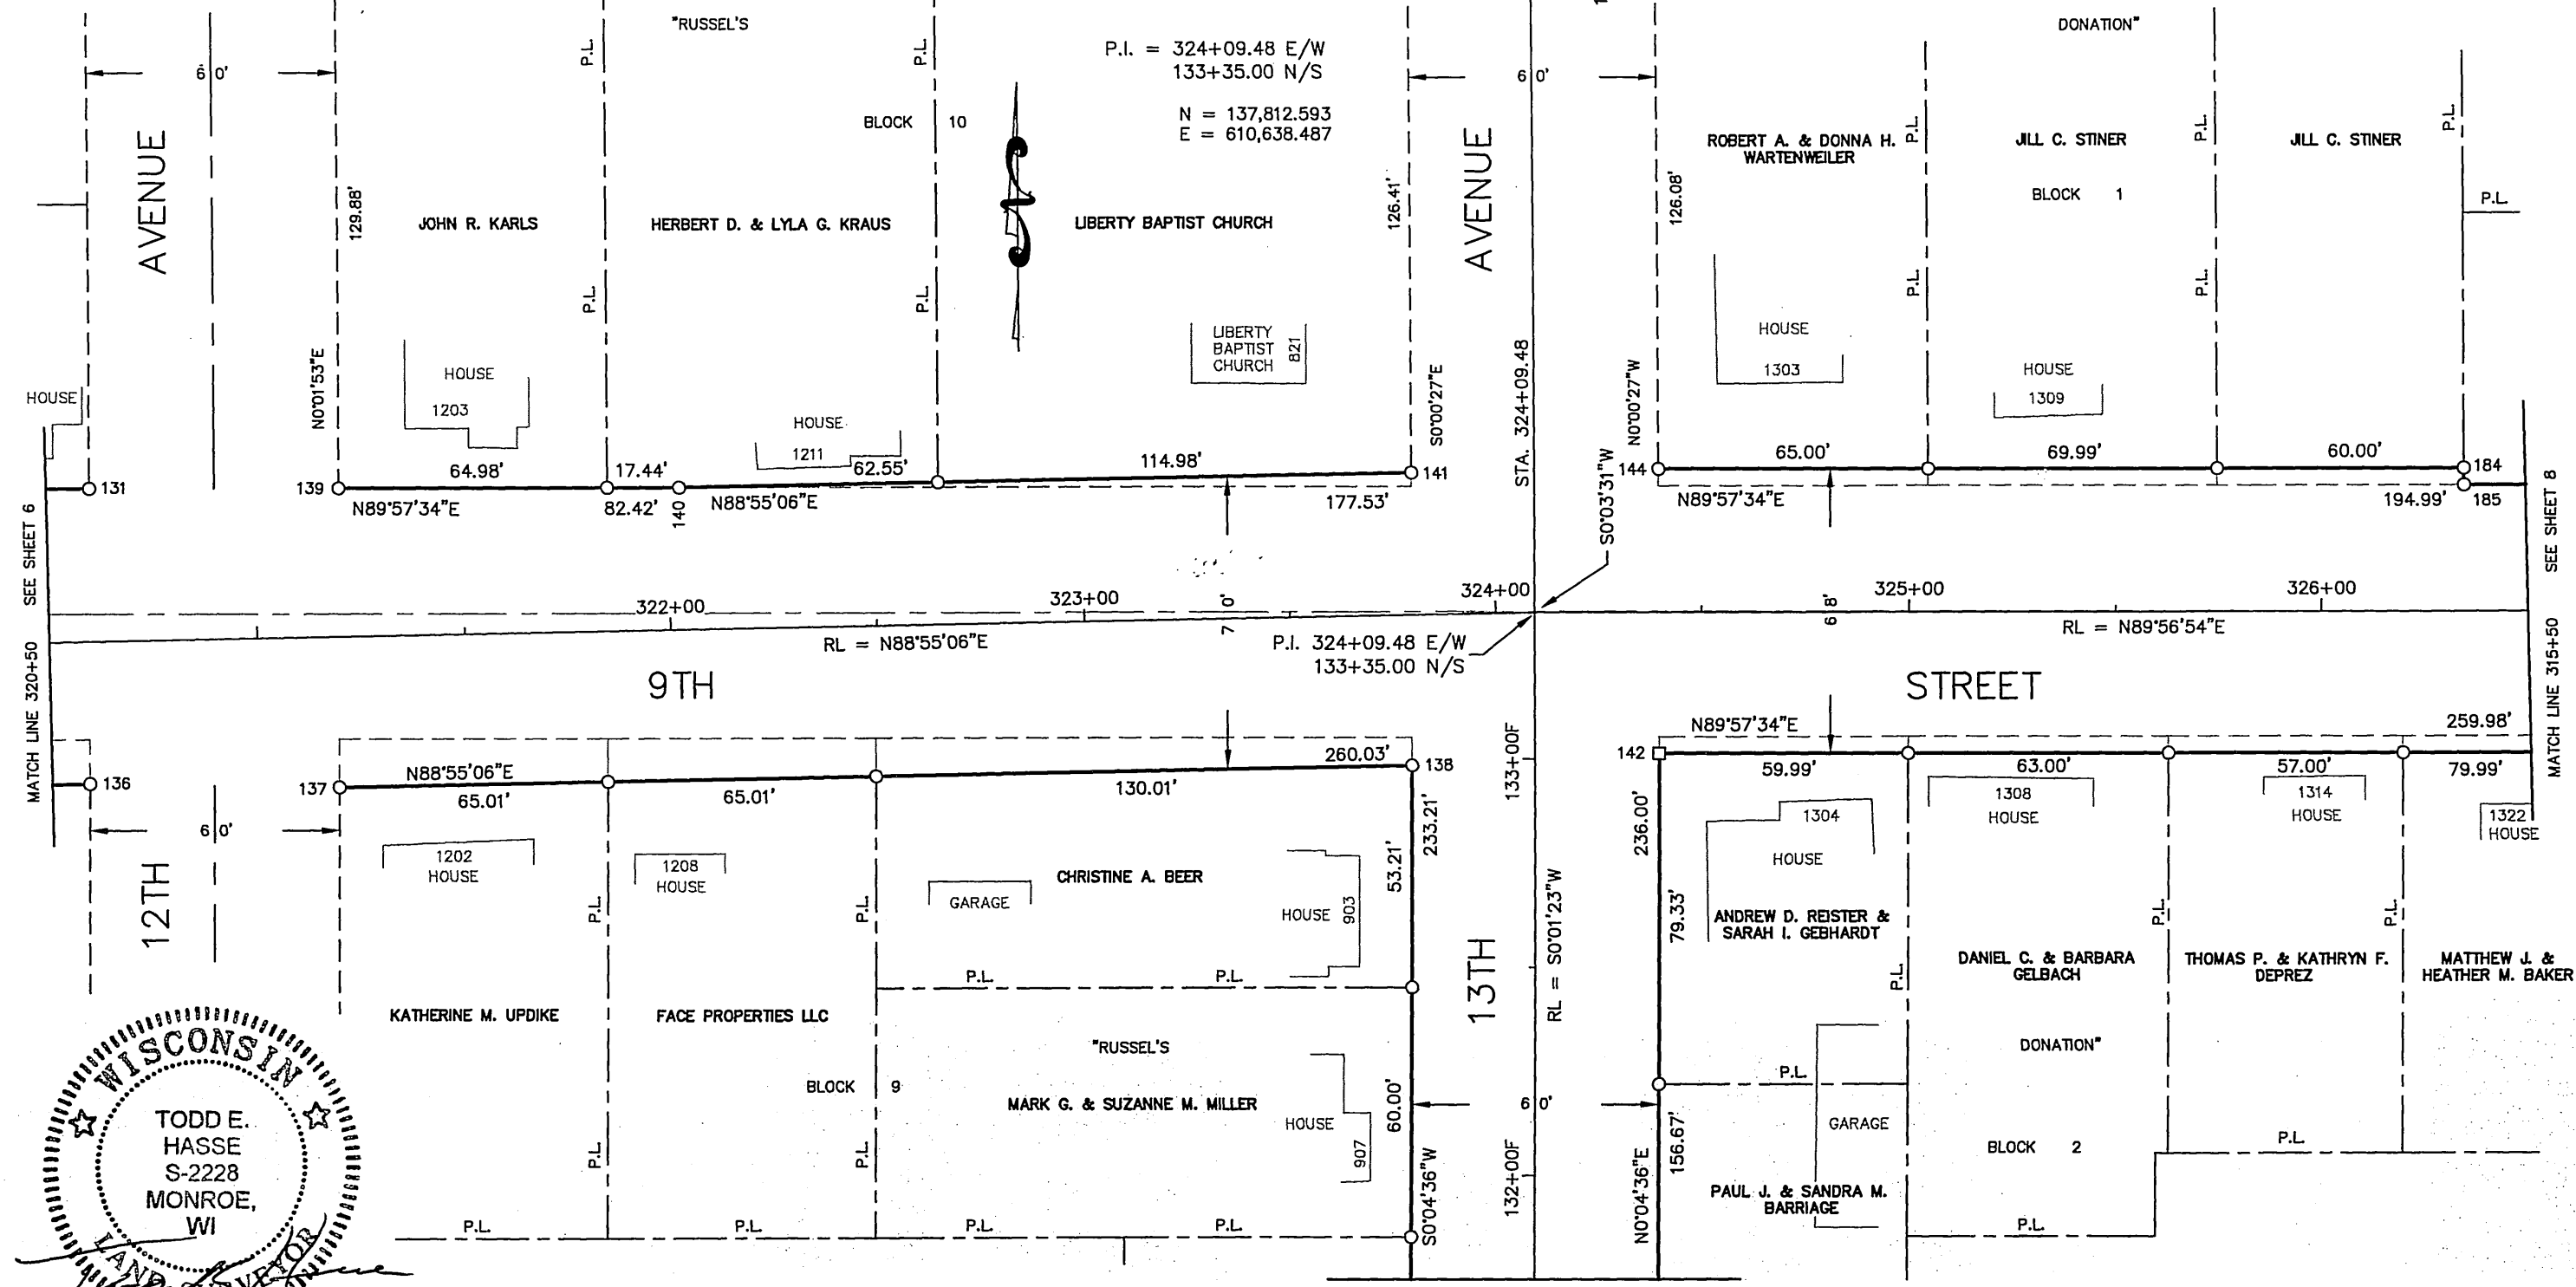 "RUSSEL'S
DONATION"
P.L.
P.L.
P.L.
60'
P.I. = 324+09.48 E/W
133+35.00 N/S
60'
N = 137,812.593
E = 610,638.487
BLOCK 10
AVENUE
AVENUE
129.88'
126.41'
126.08'
ROBERT A. & DONNA H.
WARTENWEILER
P.L.
JILL C. STINER
P.L.
JILL C. STINER
BLOCK 1
P.L.
JOHN R. KARLS
HERBERT D. & LYLA G. KRAUS
LIBERTY BAPTIST CHURCH
P.L.
P.L.
P.L.
P.L.
LIBERTY
BAPTIST
CHURCH
821
HOUSE
1303
HOUSE
1309
HOUSE
HOUSE
1203
HOUSE
1211
N0°01'53"E
S0°00'27"E
STA. 324+09.48
N0°00'27"W
131
139
64.98'
17.44'
62.55'
114.98'
141
144
65.00'
69.99'
60.00'
184
N89°57'34"E
82.42'
140
N88°55'06"E
177.53'
N89°57'34"E
194.99'
185
S0°03'31"W
SEE SHEET 6
SEE SHEET 8
322+00
323+00
70'
324+00
68'
325+00
326+00
RL = N88°55'06"E
P.I. 324+09.48 E/W
133+35.00 N/S
RL = N89°56'54"E
MATCH LINE 320+50
MATCH LINE 315+50
9TH
STREET
136
137
N88°55'06"E
260.03'
138
65.01'
65.01'
130.01'
133+00F
142
N89°57'34"E
259.98'
59.99'
63.00'
57.00'
79.99'
60'
12TH
1202
HOUSE
1208
HOUSE
GARAGE
CHRISTINE A. BEER
HOUSE
903
53.21'
233.21'
236.00'
79.33'
1304
HOUSE
1308
HOUSE
1314
HOUSE
1322
HOUSE
P.L.
P.L.
P.L.
P.L.
13TH
RL = S0°01'23"W
ANDREW D. REISTER &
SARAH I. GEBHARDT
P.L.
P.L.
P.L.
DANIEL C. & BARBARA
GELBACH
THOMAS P. & KATHRYN F.
DEPREZ
MATTHEW J. &
HEATHER M. BAKER
KATHERINE M. UPDIKE
FACE PROPERTIES LLC
"RUSSEL'S
DONATION"
BLOCK 9
MARK G. & SUZANNE M. MILLER
HOUSE
907
60.00'
60'
P.L.
GARAGE
BLOCK 2
P.L.
P.L.
P.L.
S0°04'36"W
132+00F
N0°04'36"E
156.67'
PAUL J. & SANDRA M.
BARRIAGE
P.L.
P.L.
P.L.
P.L.
P.L.
WISCONSIN
TODD E.
HASSE
S-2228
MONROE,
WI
LAND SURVEYOR